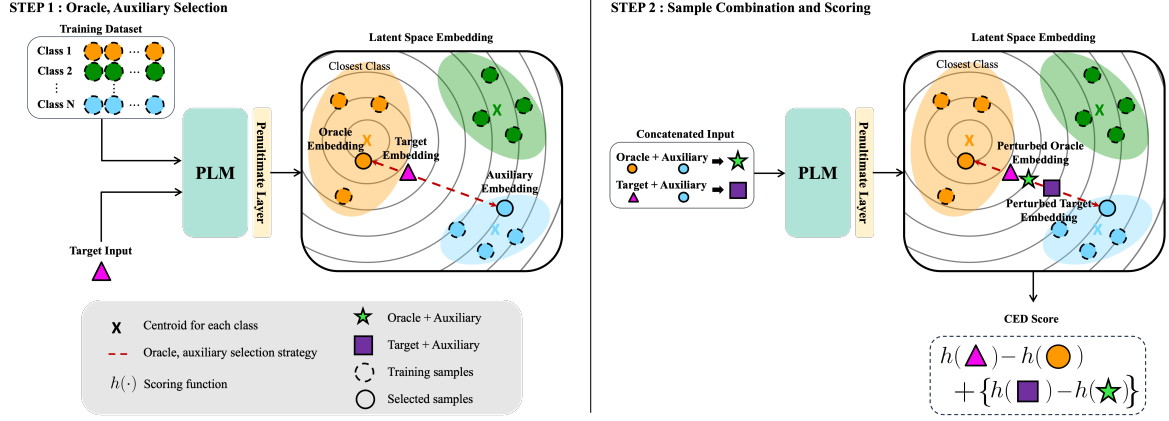 STEP 1 : Oracle, Auxiliary Selection
Training Dataset
Class 1 ...
Class 2 ...
⋮ ⋮
Class N ...
Target Input
PLM
Penultimate Layer
Latent Space Embedding
Closest Class
X
Oracle
Embedding
Target
Embedding
X
Auxiliary
Embedding
X
X Centroid for each class
Oracle, auxiliary selection strategy
h(·) Scoring function
Oracle + Auxiliary
Target + Auxiliary
Training samples
Selected samples
STEP 2 : Sample Combination and Scoring
Concatenated Input
Oracle + Auxiliary
Target + Auxiliary
PLM
Penultimate Layer
Latent Space Embedding
Closest Class
X
X
Perturbed Oracle
Embedding
Perturbed Target
Embedding
X
CED Score
h( ) − h( )
+ {h( ) − h( )}